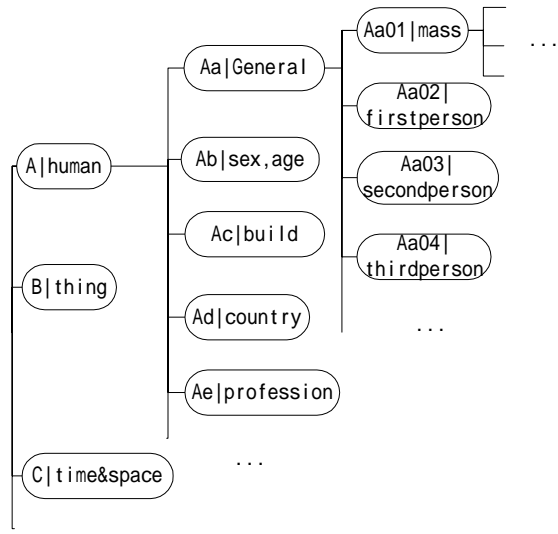 Aa01|mass
...
Aa|General
Aa02|
firstperson
A|human
Ab|sex,age
Aa03|
secondperson
Ac|build
Aa04|
thirdperson
B|thing
Ad|country
...
Ae|profession
C|time&space
...